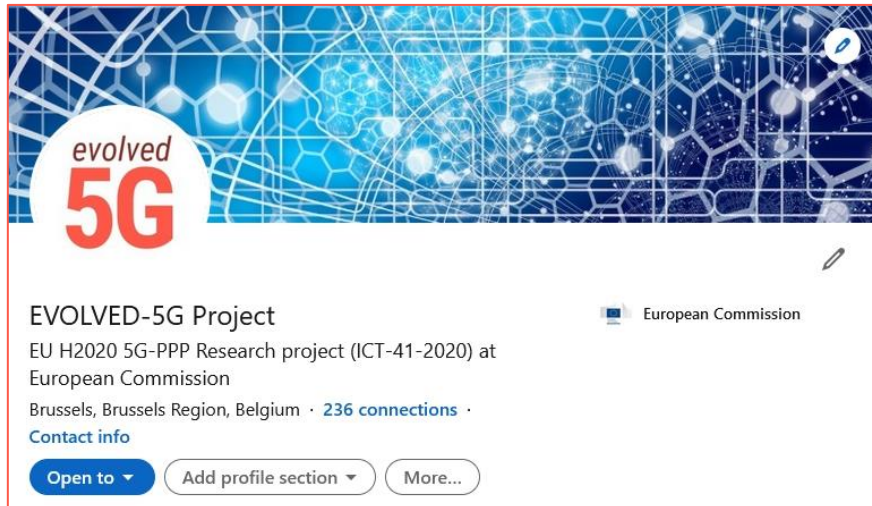 evolved
5G
EVOLVED-5G Project
European Commission
EU H2020 5G-PPP Research project (ICT-41-2020) at
European Commission
Brussels, Brussels Region, Belgium · 236 connections ·
Contact info
Open to
Add profile section
More...